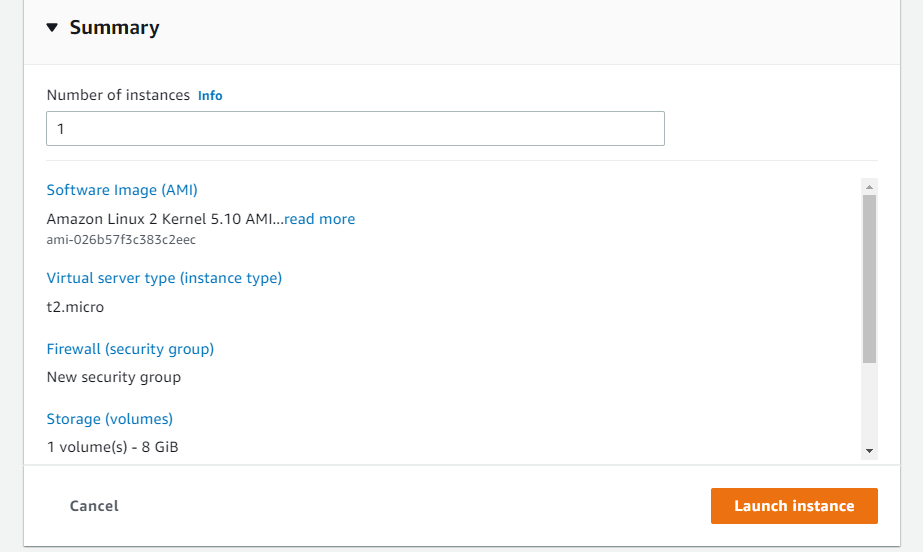 Summary
Number of instances Info
1
Software Image (AMI)
Amazon Linux 2 Kernel 5.10 AMI...read more
ami-026b57f3c383c2eec
Virtual server type (instance type)
t2.micro
Firewall (security group)
New security group
Storage (volumes)
1 volume(s) - 8 GiB
Cancel
Launch instance